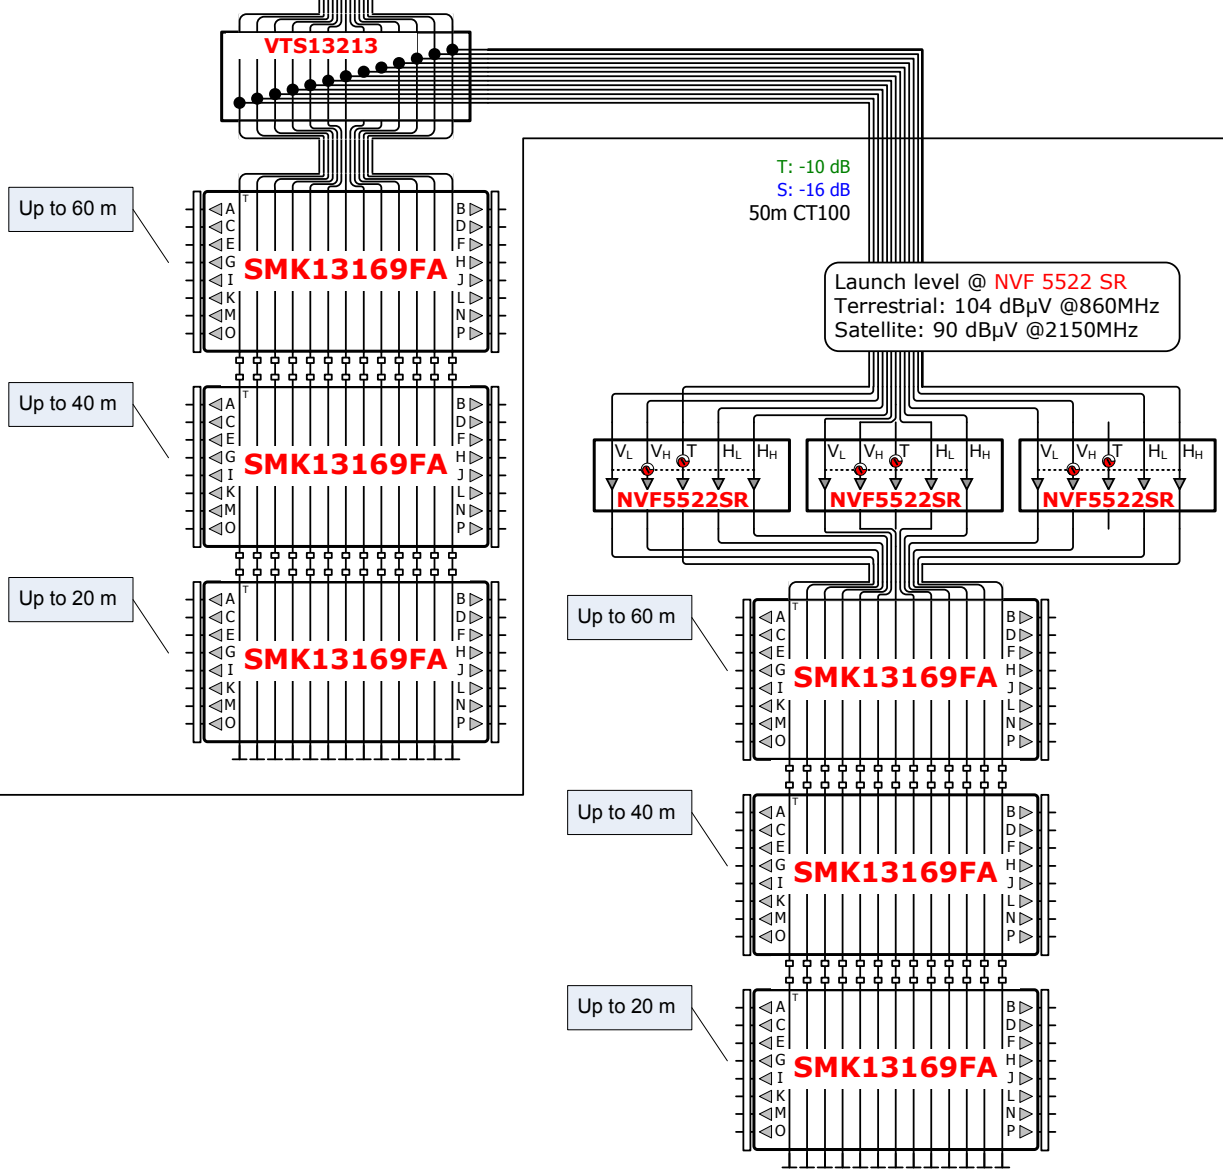 VTS13213
T: -10 dB
S: -16 dB
50m CT100
Up to 60 m
T
A B
C D
E F
G H
SMK13169FA
I J
K L
M N
O P
Launch level @ NVF 5522 SR
Terrestrial: 104 dBµV @860MHz
Satellite: 90 dBµV @2150MHz
Up to 40 m
T
A B
C D
E F
G H
SMK13169FA
I J
K L
M N
O P
VL VH T HL HH
NVF5522SR
VL VH T HL HH
NVF5522SR
VL VH T HL HH
NVF5522SR
Up to 20 m
T
A B
C D
E F
G H
SMK13169FA
I J
K L
M N
O P
Up to 60 m
T
A B
C D
E F
G H
SMK13169FA
I J
K L
M N
O P
Up to 40 m
T
A B
C D
E F
G H
SMK13169FA
I J
K L
M N
O P
Up to 20 m
T
A B
C D
E F
G H
SMK13169FA
I J
K L
M N
O P